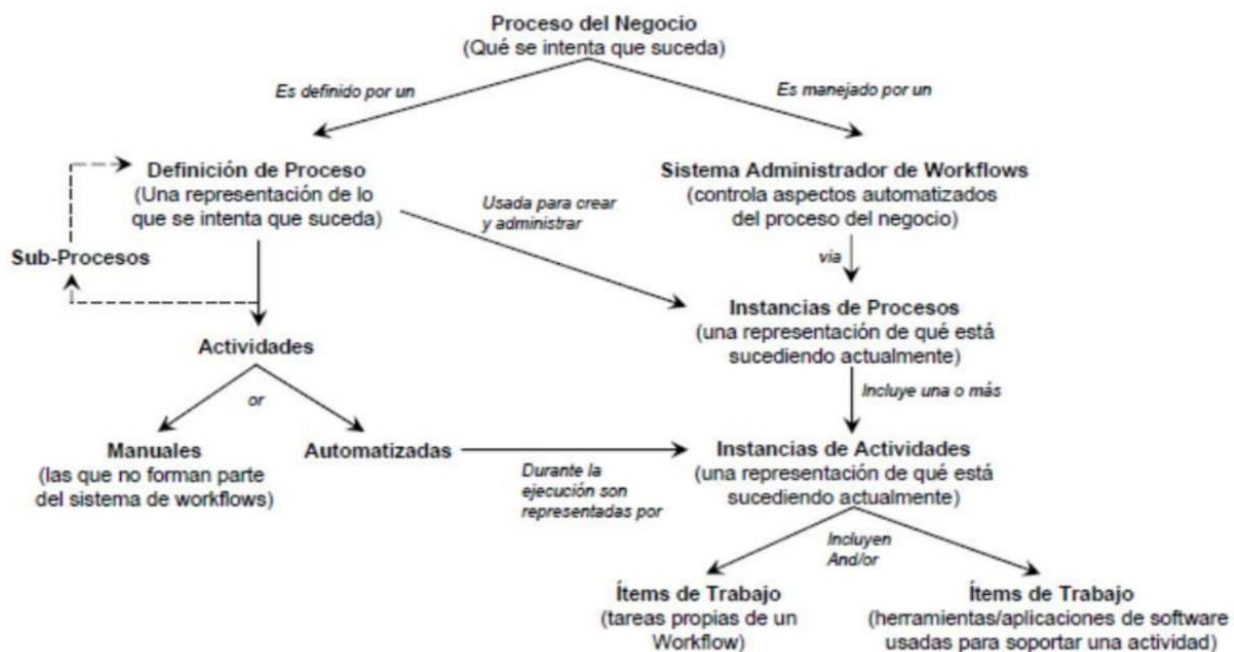 Proceso del Negocio
(Qué se intenta que suceda)
Es definido por un
Es manejado por un
Definición de Proceso
(Una representación de lo
que se intenta que suceda)
Sistema Administrador de Workflows
(controla aspectos automatizados
del proceso del negocio)
Usada para crear
y administrar
Sub-Procesos
via
Instancias de Procesos
(una representación de qué está
sucediendo actualmente)
Actividades
or
Incluye una o más
Manuales
(las que no forman parte
del sistema de workflows)
Automatizadas
Durante la
ejecución son
representadas por
Instancias de Actividades
(una representación de qué está
sucediendo actualmente)
Incluyen
And/or
Ítems de Trabajo
(tareas propias de un
Workflow)
Ítems de Trabajo
(herramientas/aplicaciones de software
usadas para soportar una actividad)